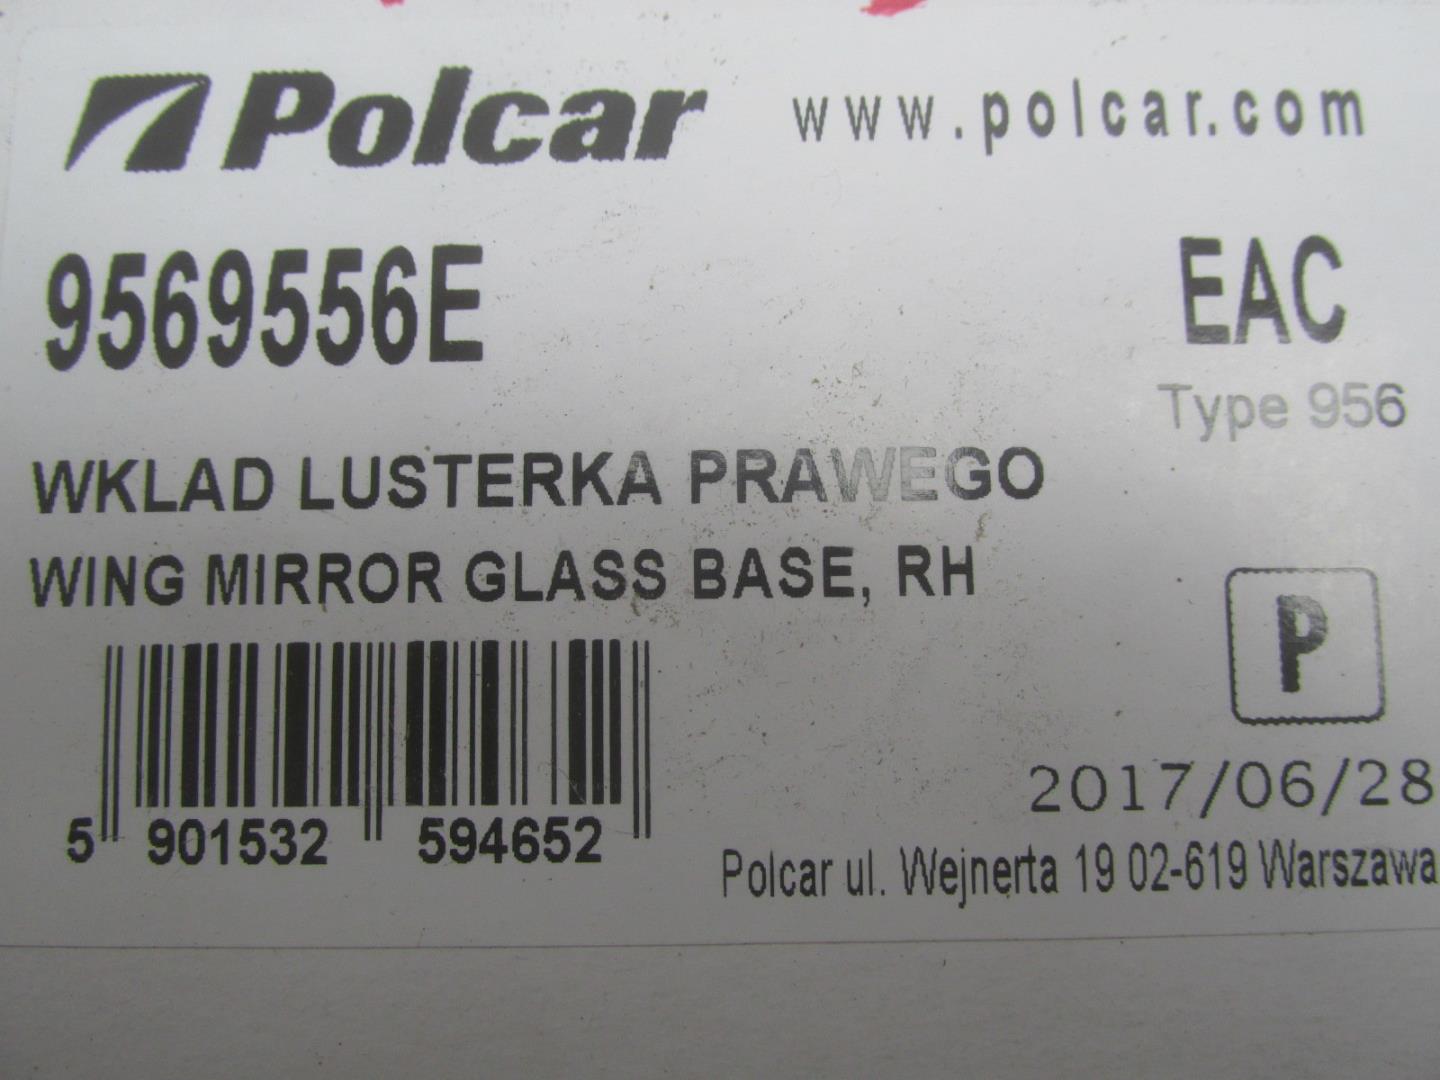 Polcar www.polcar.com
9569556E EAC
Type 956
WKLAD LUSTERKA PRAWEGO
WING MIRROR GLASS BASE, RH
P
5 901532 594652
2017/06/28
Polcar ul. Wejnerta 19 02-619 Warszawa